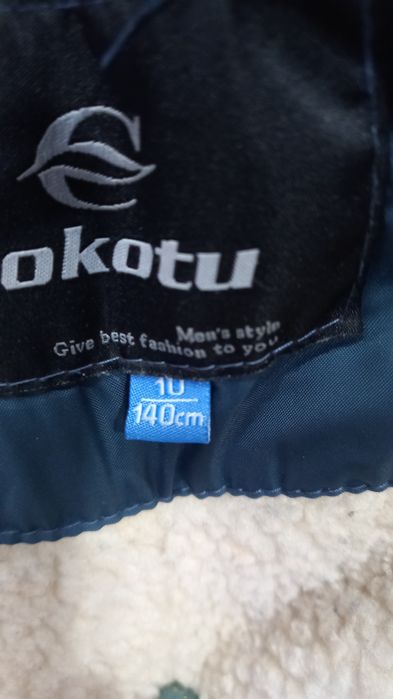 okotu
Men's style
Give best fashion to you
10
140cm